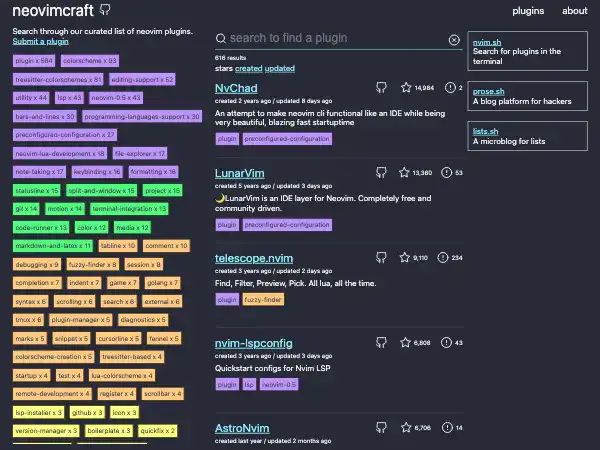 neovimcraft
plugins
about
Search through our curated list of neovim plugins.
Submit a plugin
plugin x 584
colorscheme x 83
treesitter-colorschemes x 81
editing-support x 52
utility x 44
lsp x 43
neovim-0.5 x 43
bars-and-lines x 30
programming-languages-support x 30
preconfigured-configuration x 27
neovim-lua-development x 18
file-explorer x 17
note-taking x 17
keybinding x 16
formatting x 16
statusline x 15
split-and-window x 15
project x 15
git x 14
motion x 14
terminal-integration x 13
code-runner x 13
color x 12
media x 12
markdown-and-latex x 11
tabline x 10
comment x 10
debugging x 9
fuzzy-finder x 8
session x 8
completion x 7
indent x 7
game x 7
golang x 7
syntax x 6
scrolling x 6
search x 6
external x 6
tmux x 6
plugin-manager x 5
diagnostics x 5
marks x 5
snippet x 5
cursorline x 5
fennel x 5
colorscheme-creation x 5
treesitter-based x 4
startup x 4
test x 4
lua-colorscheme x 4
remote-development x 4
register x 4
scrollbar x 4
lsp-installer x 3
github x 3
icon x 3
version-manager x 3
boilerplate x 3
quickfix x 2
search to find a plugin
616 results
stars created updated
NvChad
14,984
2
created 2 years ago / updated 8 days ago
An attempt to make neovim cli functional like an IDE while being
very beautiful, blazing fast startuptime
plugin
preconfigured-configuration
LunarVim
13,360
53
created 5 years ago / updated 3 days ago
🌙LunarVim is an IDE layer for Neovim. Completely free and
community driven.
plugin
preconfigured-configuration
telescope.nvim
9,110
234
created 3 years ago / updated 2 days ago
Find, Filter, Preview, Pick. All lua, all the time.
plugin
fuzzy-finder
nvim-lspconfig
6,808
43
created 3 years ago / updated 3 days ago
Quickstart configs for Nvim LSP
plugin
lsp
neovim-0.5
AstroNvim
6,706
14
created last year / updated 2 months ago
nvim.sh
Search for plugins in the
terminal
prose.sh
A blog platform for hackers
lists.sh
A microblog for lists